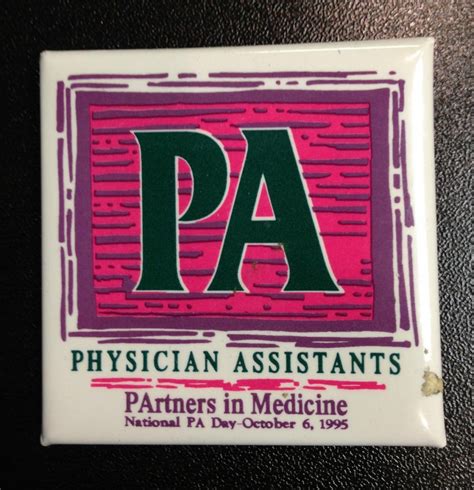 PA
PHYSICIAN ASSISTANTS
PArtners in Medicine
National PA Day-October 6, 1995